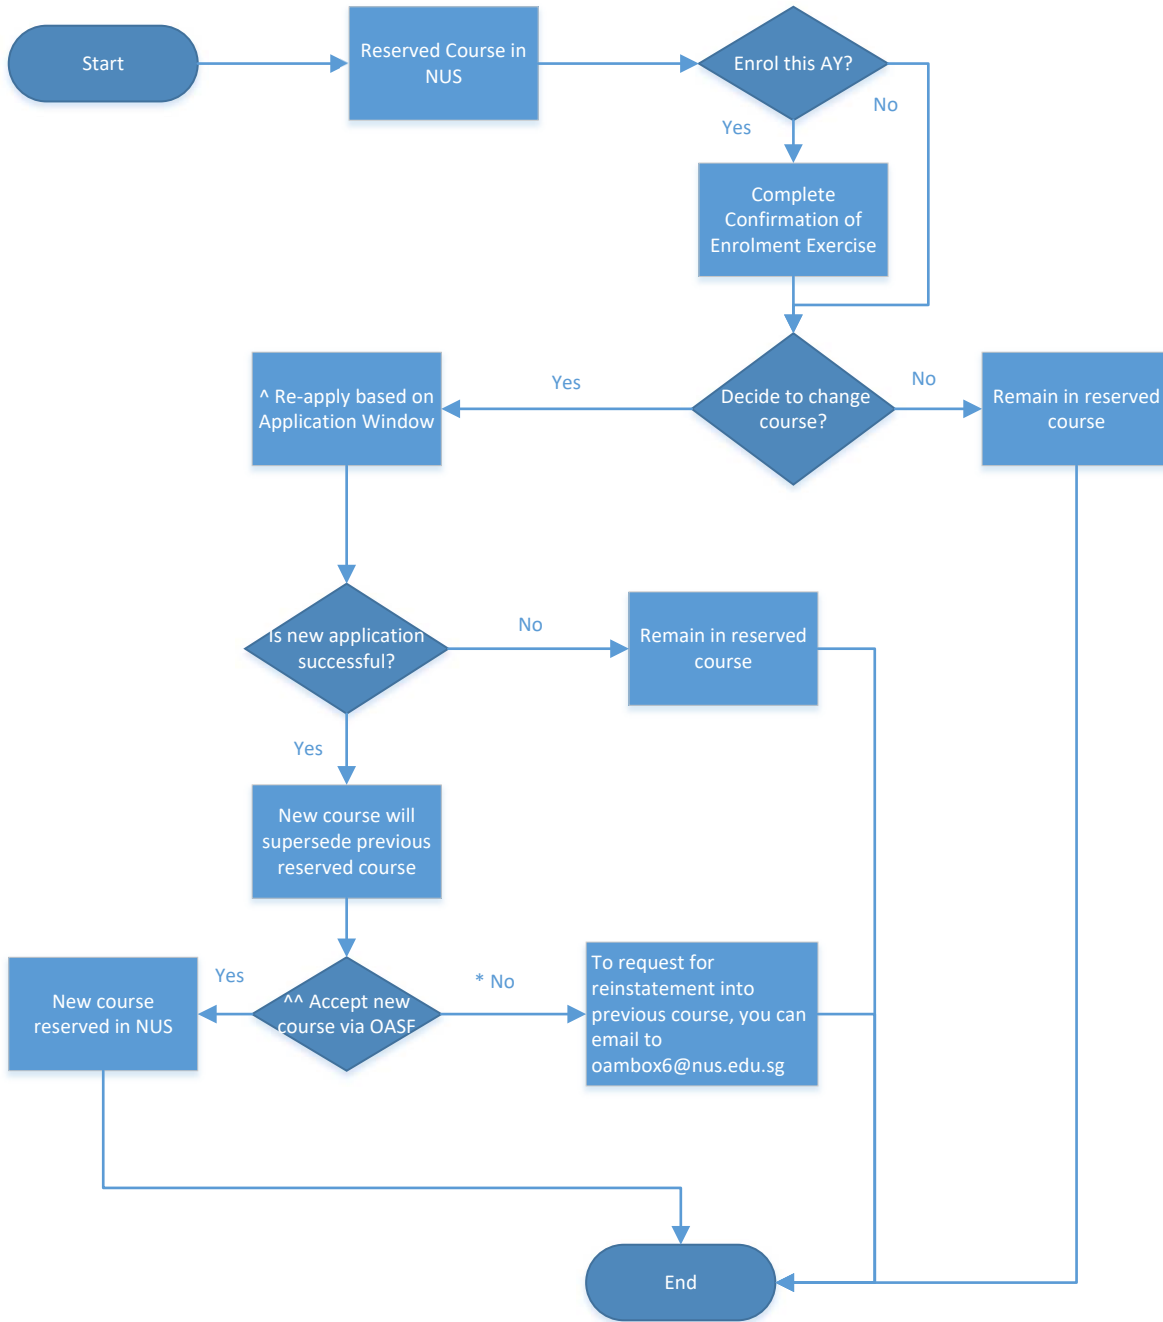 Start
Reserved Course in
NUS
Enrol this AY?
No
Yes
Complete
Confirmation of
Enrolment Exercise
Decide to change
course?
No
Remain in reserved
course
Yes
^ Re-apply based on
Application Window
Is new application
successful?
No
Remain in reserved
course
Yes
New course will
supersede previous
reserved course
^^ Accept new
course via OASF
Yes
New course
reserved in NUS
* No
To request for
reinstatement into
previous course, you can
email to
oambox6@nus.edu.sg
End